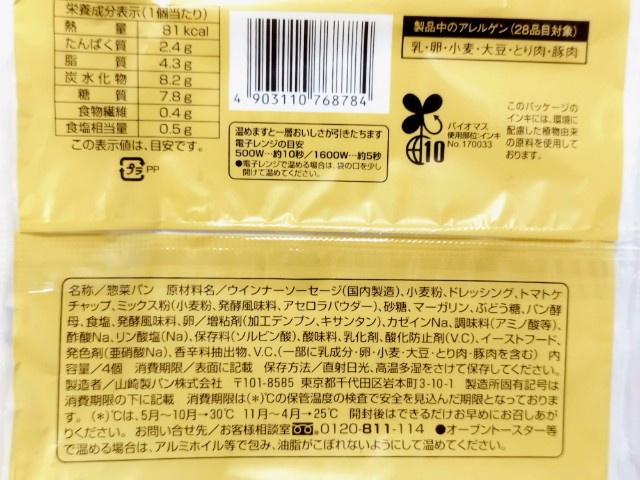 栄養成分表示(1個当たり)
熱量 81kcal
たんぱく質 2.4g
脂質 4.3g
炭水化物 8.2g
糖質 7.8g
食物繊維 0.4g
食塩相当量 0.5g
この表示値は、目安です。
プラ PP
4 903110 768784
温めますと一層おいしさが引きたちます
電子レンジの目安
500W…約10秒/1600W…約5秒
●電子レンジで温める場合は、袋の口を少し
開けて温めてください。
製品中のアレルゲン(28品目対象)
乳・卵・小麦・大豆・とり肉・豚肉
バイオマス
使用部位:インキ
No.170033
10
このパッケージの
インキには、環境に
配慮した植物由来
の原料を使用して
おります。
名称/惣菜パン 原材料名/ウインナーソーセージ(国内製造)、小麦粉、ドレッシング、トマトケ
チャップ、ミックス粉(小麦粉、発酵風味料、アセロラパウダー)、砂糖、マーガリン、ぶどう糖、パン酵
母、食塩、発酵風味料、卵/増粘剤(加工デンプン、キサンタン)、カゼインNa、調味料(アミノ酸等)、
酢酸Na、リン酸塩(Na)、保存料(ソルビン酸)、酸味料、乳化剤、酸化防止剤(V.C)、イーストフード、
発色剤(亜硝酸Na)、香辛料抽出物、V.C、(一部に乳成分・卵・小麦・大豆・とり肉・豚肉を含む) 内
容量/4個 消費期限/表面に記載 保存方法/直射日光、高温多湿をさけて保存してください。
製造者/山崎製パン株式会社 〒101-8585 東京都千代田区岩本町3-10-1 製造所固有記号は
消費期限の下に記載 消費期限は(*)℃の保管温度の検査で安全を見込んだ期限となっておりま
す。(*)℃は、5月〜10月→30℃ 11月〜4月→25℃ 開封後はできるだけお早めにお召しあが
りください。お問い合せ先/お客様相談室 0120-811-114 ●オーブントースター等
で温める場合は、アルミホイル等で包み、油脂がこぼれないようにして温めてください。